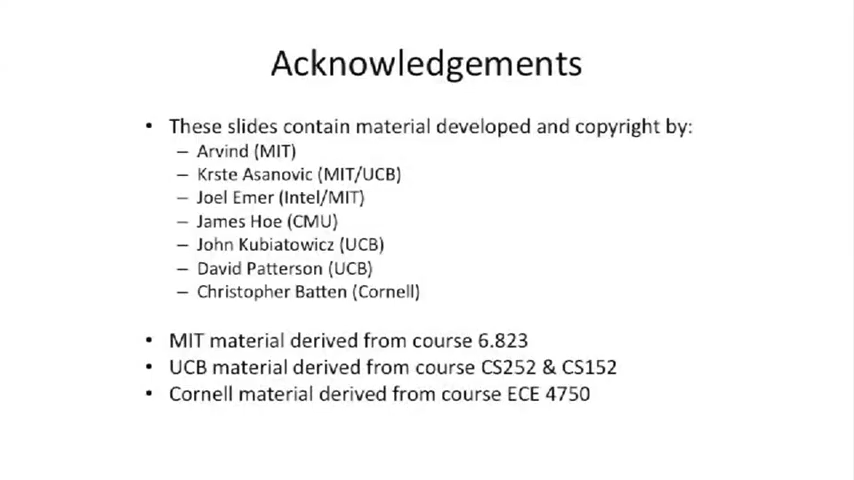 Acknowledgements
• These slides contain material developed and copyright by:
– Arvind (MIT)
– Krste Asanovic (MIT/UCB)
– Joel Emer (Intel/MIT)
– James Hoe (CMU)
– John Kubiatowicz (UCB)
– David Patterson (UCB)
– Christopher Batten (Cornell)
• MIT material derived from course 6.823
• UCB material derived from course CS252 & CS152
• Cornell material derived from course ECE 4750